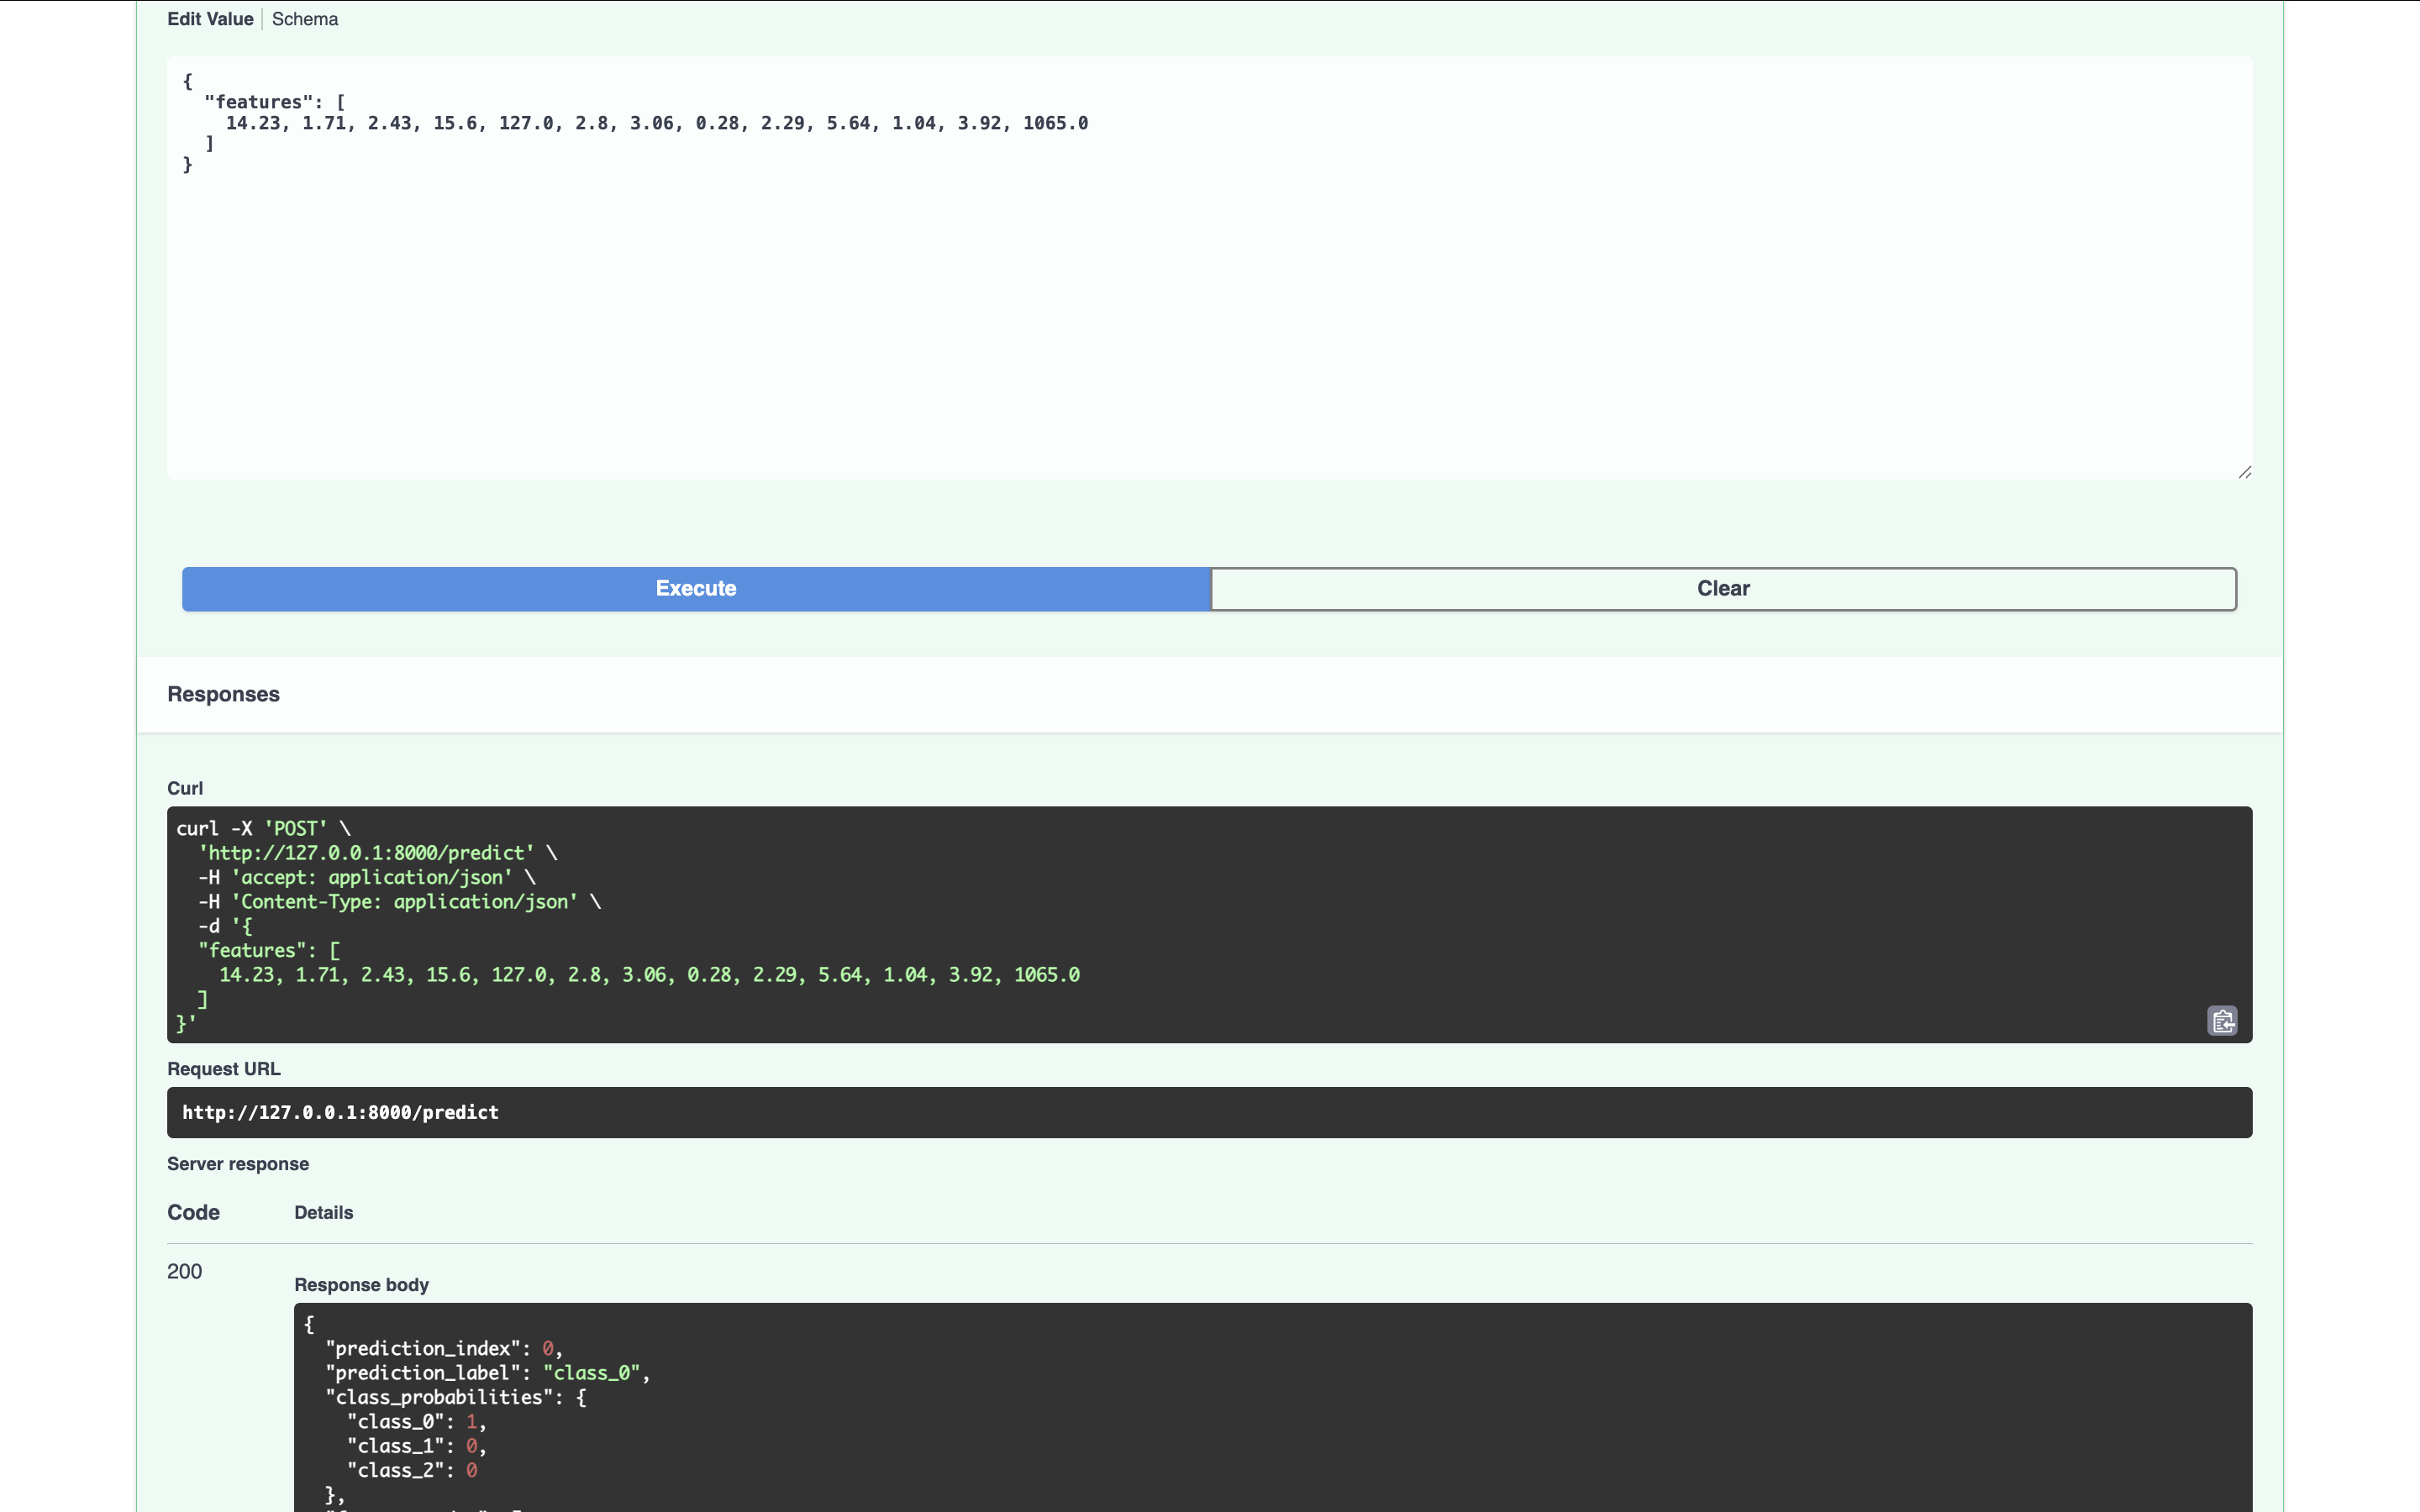 Edit Value | Schema
{
  "features": [
    14.23, 1.71, 2.43, 15.6, 127.0, 2.8, 3.06, 0.28, 2.29, 5.64, 1.04, 3.92, 1065.0
  ]
}
Execute
Clear
Responses
Curl
curl -X 'POST' \
  'http://127.0.0.1:8000/predict' \
  -H 'accept: application/json' \
  -H 'Content-Type: application/json' \
  -d '{
  "features": [
    14.23, 1.71, 2.43, 15.6, 127.0, 2.8, 3.06, 0.28, 2.29, 5.64, 1.04, 3.92, 1065.0
  ]
}'
Request URL
http://127.0.0.1:8000/predict
Server response
Code Details
200
Response body
{
  "prediction_index": 0,
  "prediction_label": "class_0",
  "class_probabilities": {
    "class_0": 1,
    "class_1": 0,
    "class_2": 0
  },